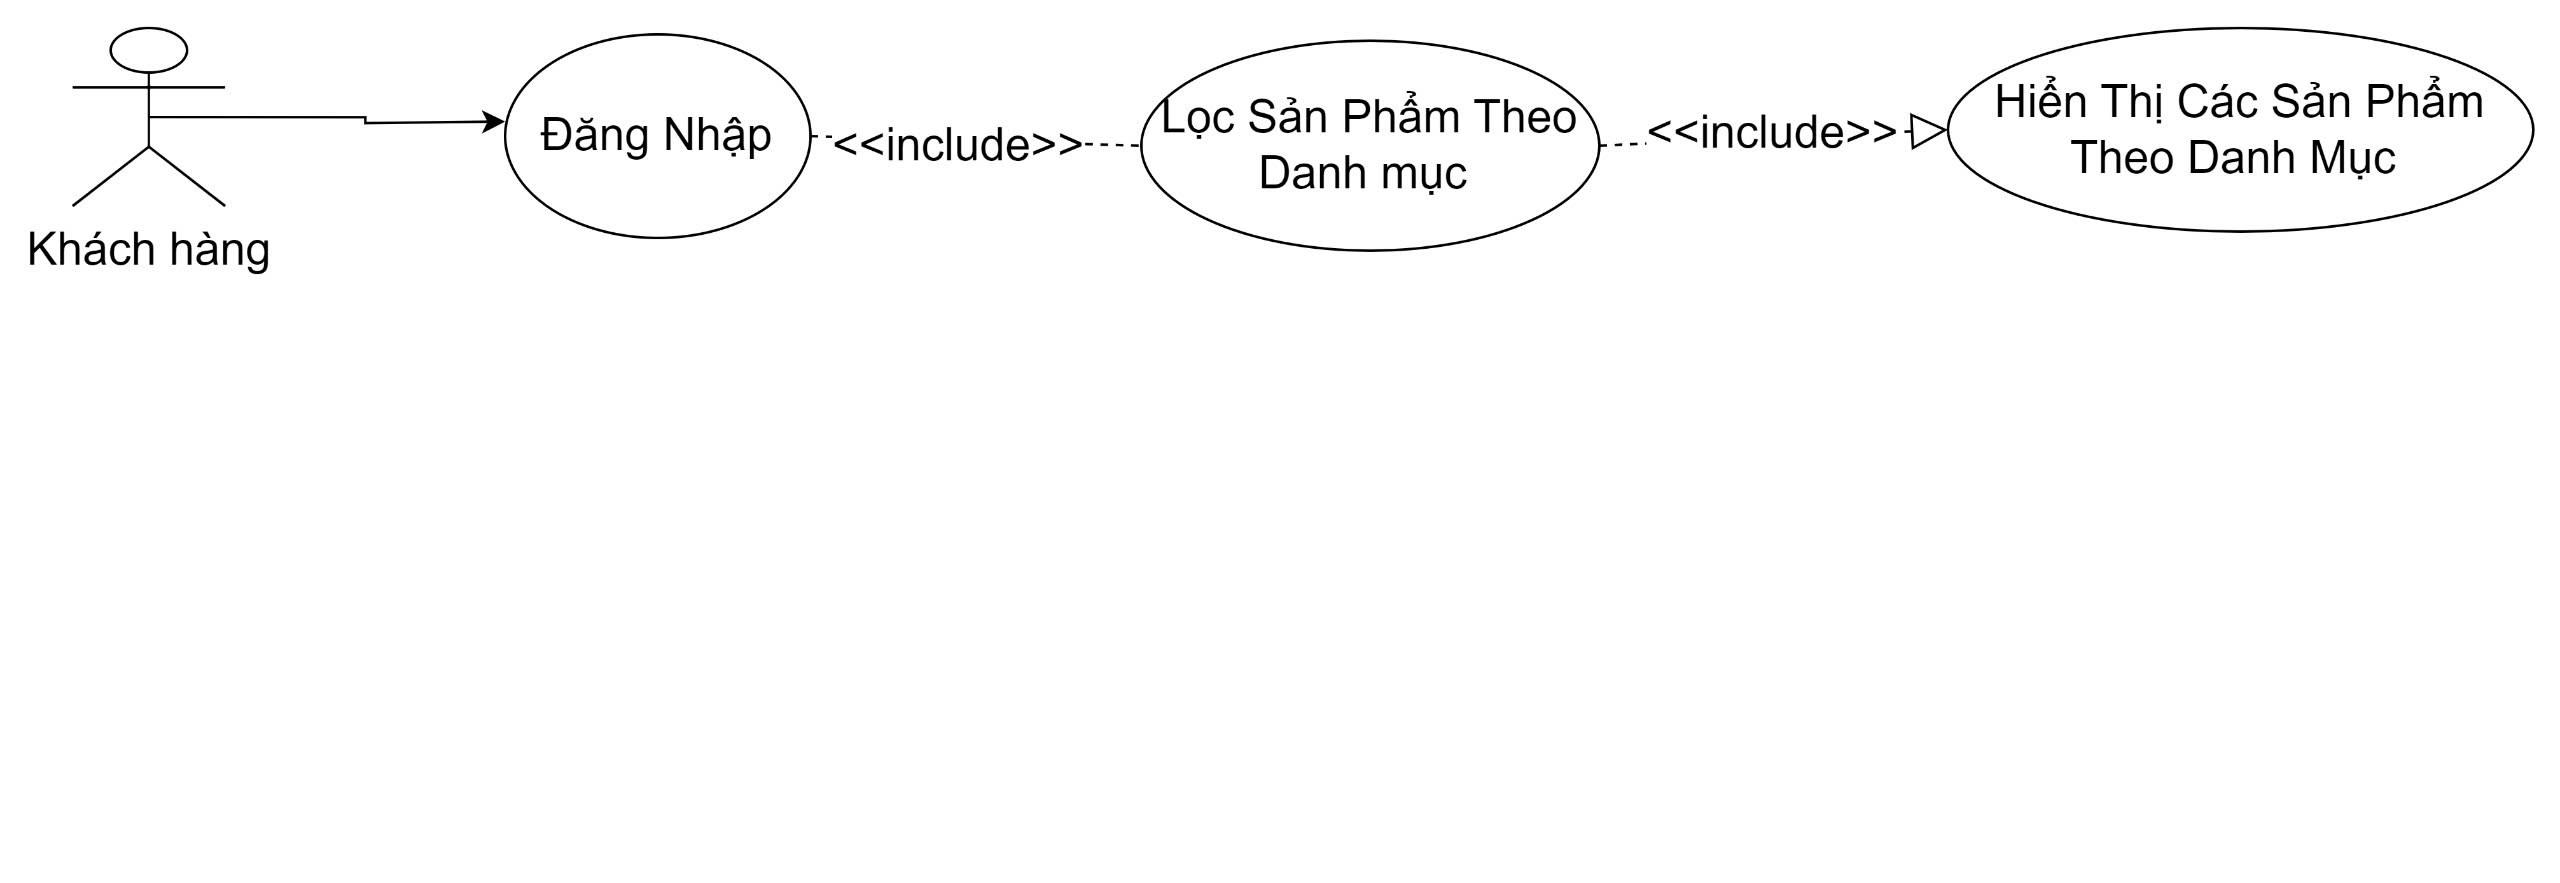 Khách hàng
Đăng Nhập
<<include>>
Lọc Sản Phẩm Theo
Danh mục
<<include>>
Hiển Thị Các Sản Phẩm
Theo Danh Mục